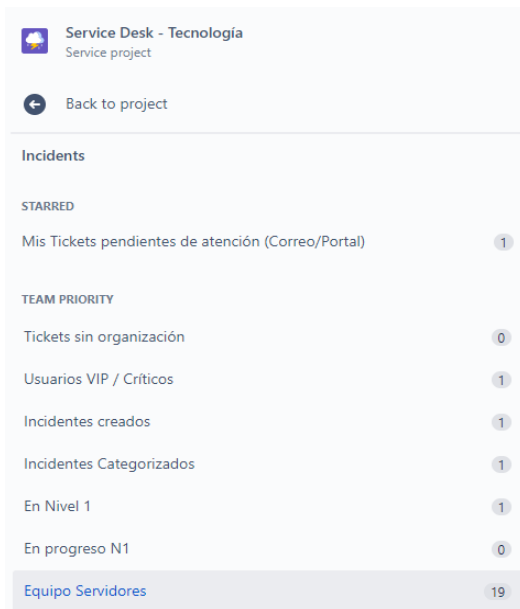 Service Desk - Tecnología
Service project
Back to project
Incidents
STARRED
Mis Tickets pendientes de atención (Correo/Portal) 1
TEAM PRIORITY
Tickets sin organización 0
Usuarios VIP / Críticos 1
Incidentes creados 1
Incidentes Categorizados 1
En Nivel 1 1
En progreso N1 0
Equipo Servidores 19